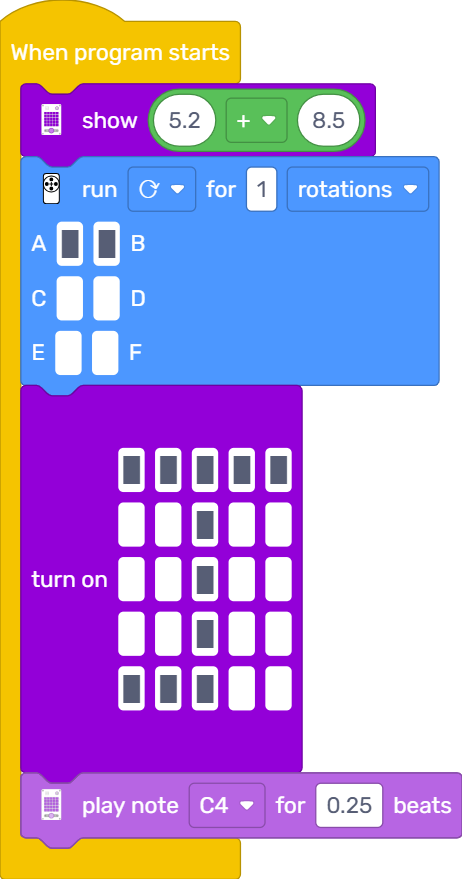 When program starts
show 5.2 + 8.5
run for 1 rotations
A B
C D
E F
turn on
play note C4 for 0.25 beats